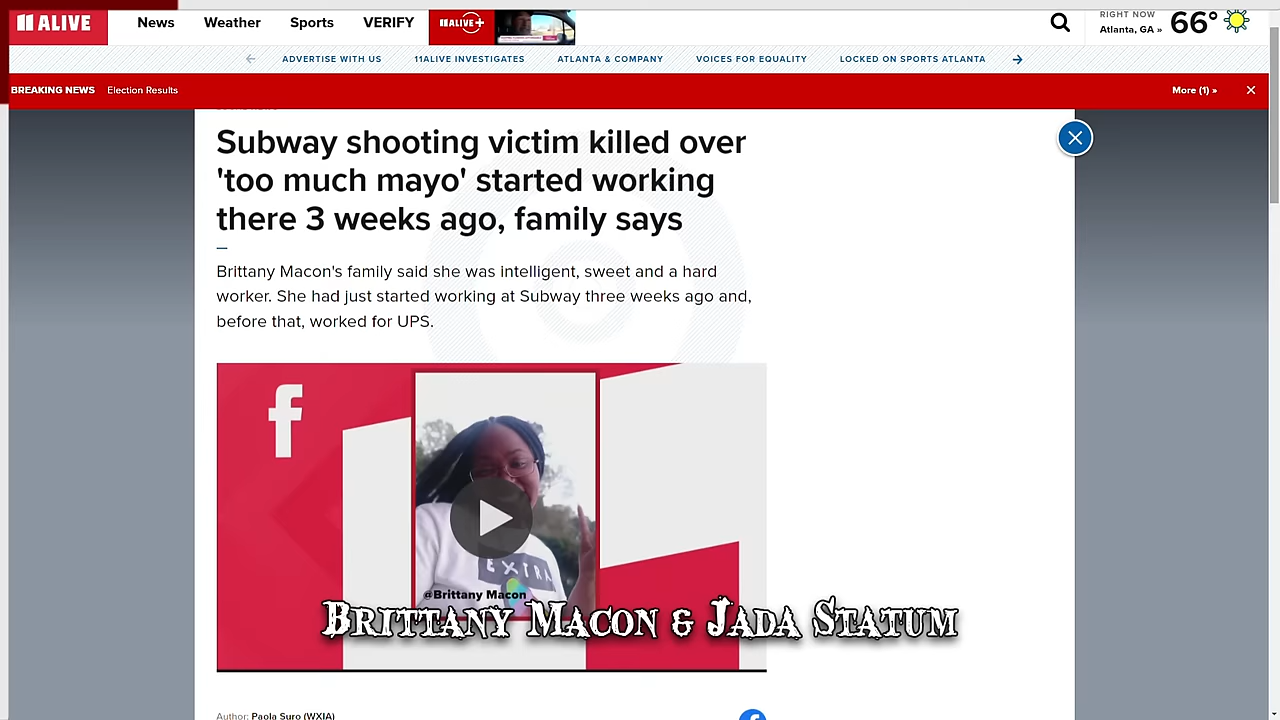 11 ALIVE
News Weather Sports VERIFY 11ALIVE+
RIGHT NOW
Atlanta, GA » 66°
ADVERTISE WITH US 11ALIVE INVESTIGATES ATLANTA & COMPANY VOICES FOR EQUALITY LOCKED ON SPORTS ATLANTA
BREAKING NEWS Election Results More (1) »
Subway shooting victim killed over
'too much mayo' started working
there 3 weeks ago, family says
Brittany Macon's family said she was intelligent, sweet and a hard
worker. She had just started working at Subway three weeks ago and,
before that, worked for UPS.
EXTRA
@Brittany Macon
BRITTANY MACON & JADA STATUM
Author: Paola Suro (WXIA)